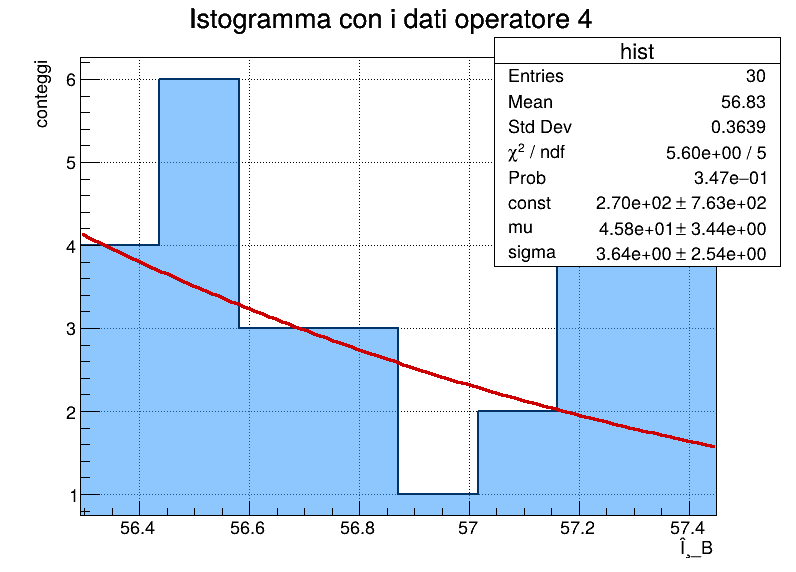 Istogramma con i dati operatore 4
hist
Entries 30
Mean 56.83
Std Dev 0.3639
χ² / ndf 5.60e+00 / 5
Prob 3.47e−01
const 2.70e+02 ± 7.63e+02
mu 4.58e+01 ± 3.44e+00
sigma 3.64e+00 ± 2.54e+00
conteggi
6
5
4
3
2
1
56.4 56.6 56.8 57 57.2 57.4
Î¸_B